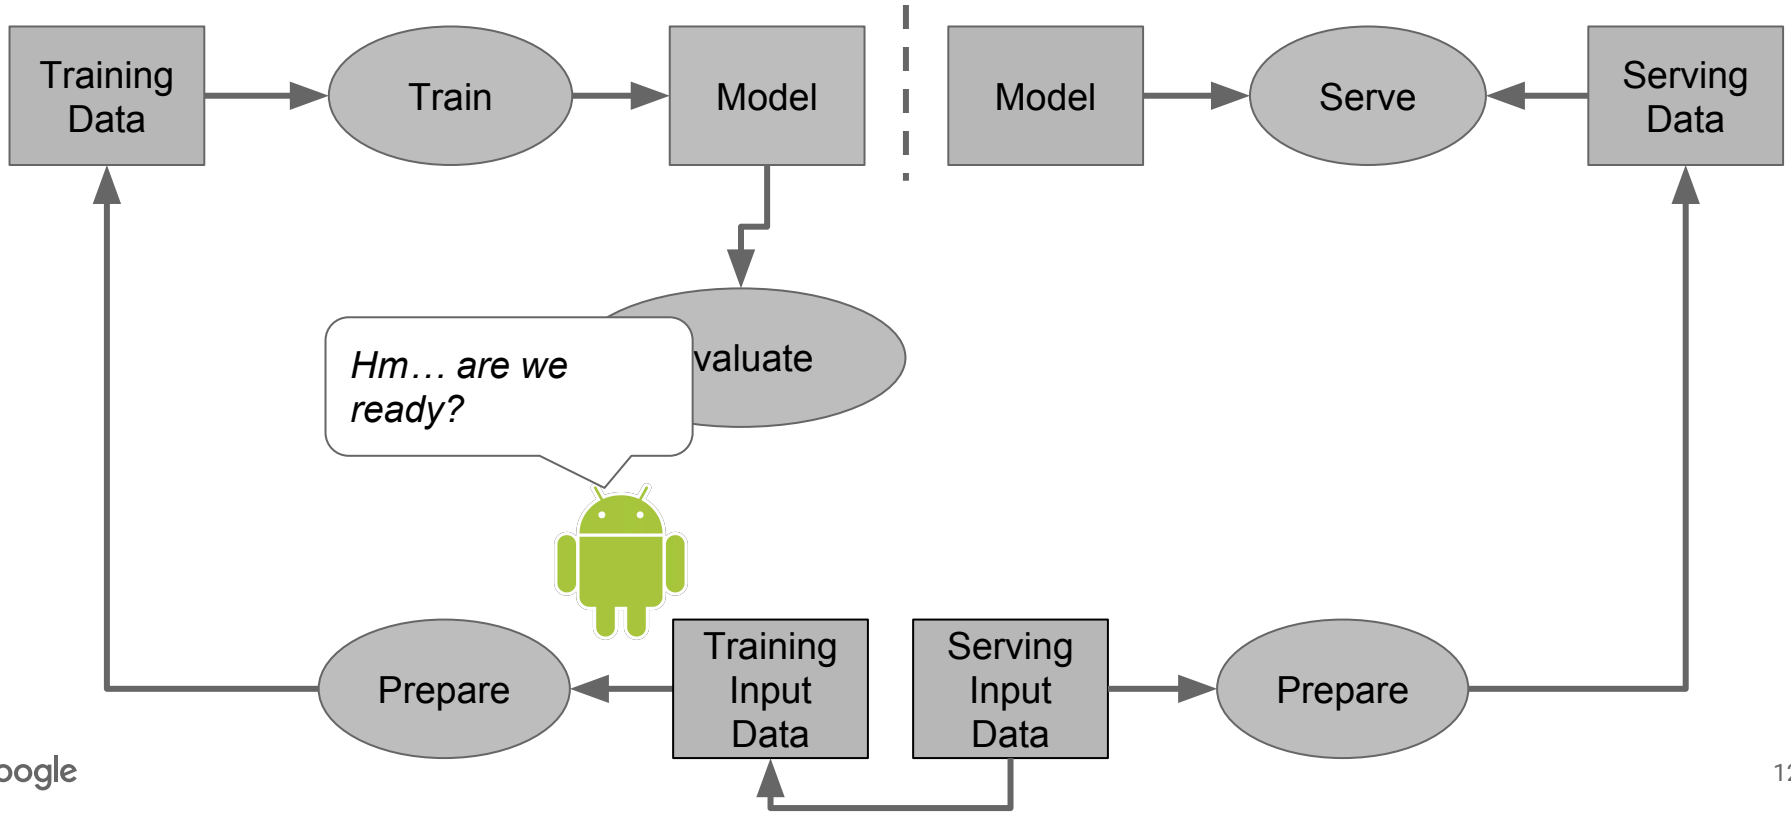 Training
Data
Train
Model
Model
Serve
Serving
Data
Hm… are we
ready?
valuate
Prepare
Training
Input
Data
Serving
Input
Data
Prepare
oogle
12